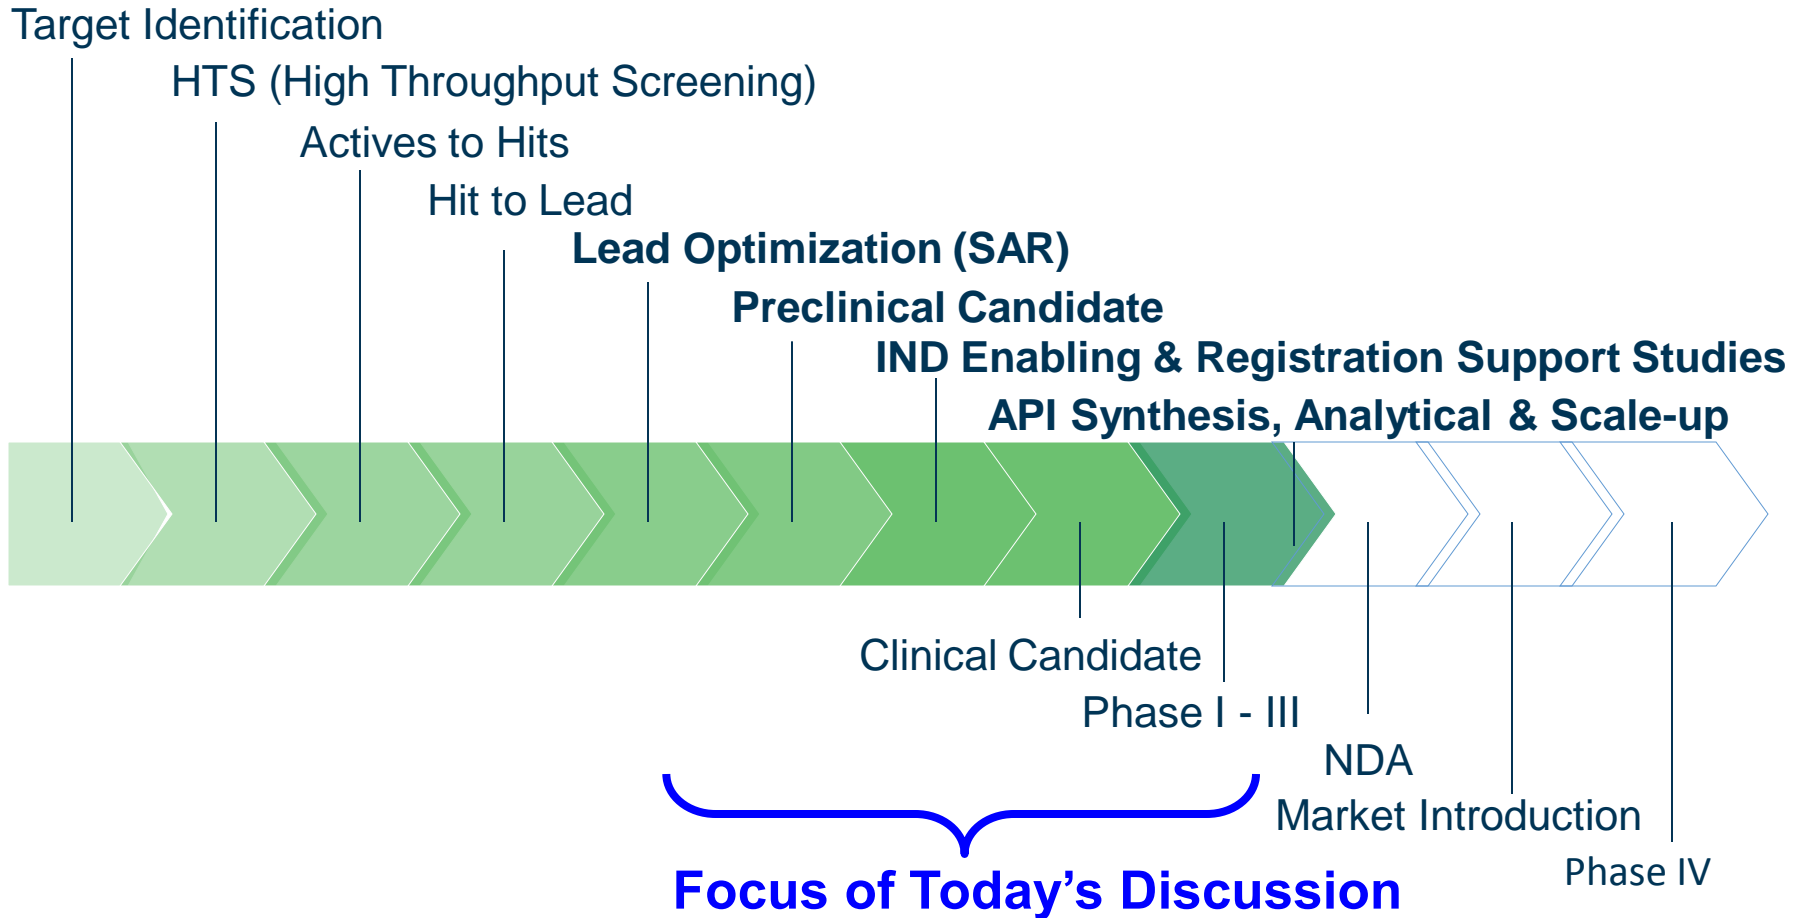 Target Identification
HTS (High Throughput Screening)
Actives to Hits
Hit to Lead
Lead Optimization (SAR)
Preclinical Candidate
IND Enabling & Registration Support Studies
API Synthesis, Analytical & Scale-up
Clinical Candidate
Phase I - III
NDA
Market Introduction
Phase IV
Focus of Today’s Discussion